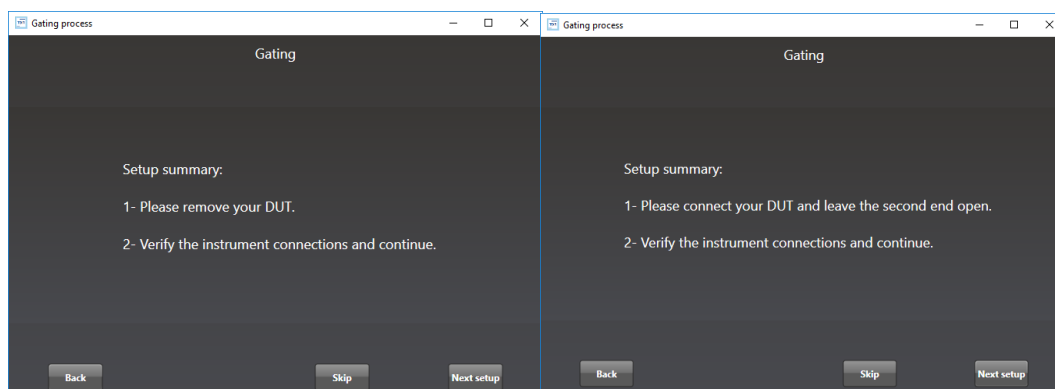 Gating process
Gating
Setup summary:
1- Please remove your DUT.
2- Verify the instrument connections and continue.
Back
Skip
Next setup
Gating process
Gating
Setup summary:
1- Please connect your DUT and leave the second end open.
2- Verify the instrument connections and continue.
Back
Skip
Next setup